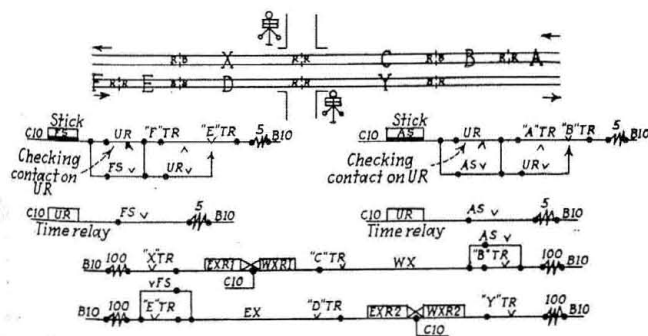 R B X R R C R B B R R A
F R R E B R D R R Y B R
Stick
C10 FS UR "F"TR "E"TR 5 B10
Checking contact on UR
FS UR
Stick
C10 AS UR "A"TR "B"TR 5 B10
Checking contact on UR
AS UR
C10 UR FS 5 B10
Time relay
C10 UR AS 5 B10
Time relay
AS
B10 100 "X"TR EXR1 WXR1 "C"TR WX "B"TR 100 B10
C10
FS
B10 100 "E"TR EX "D"TR EXR2 WXR2 "Y"TR 100 B10
C10